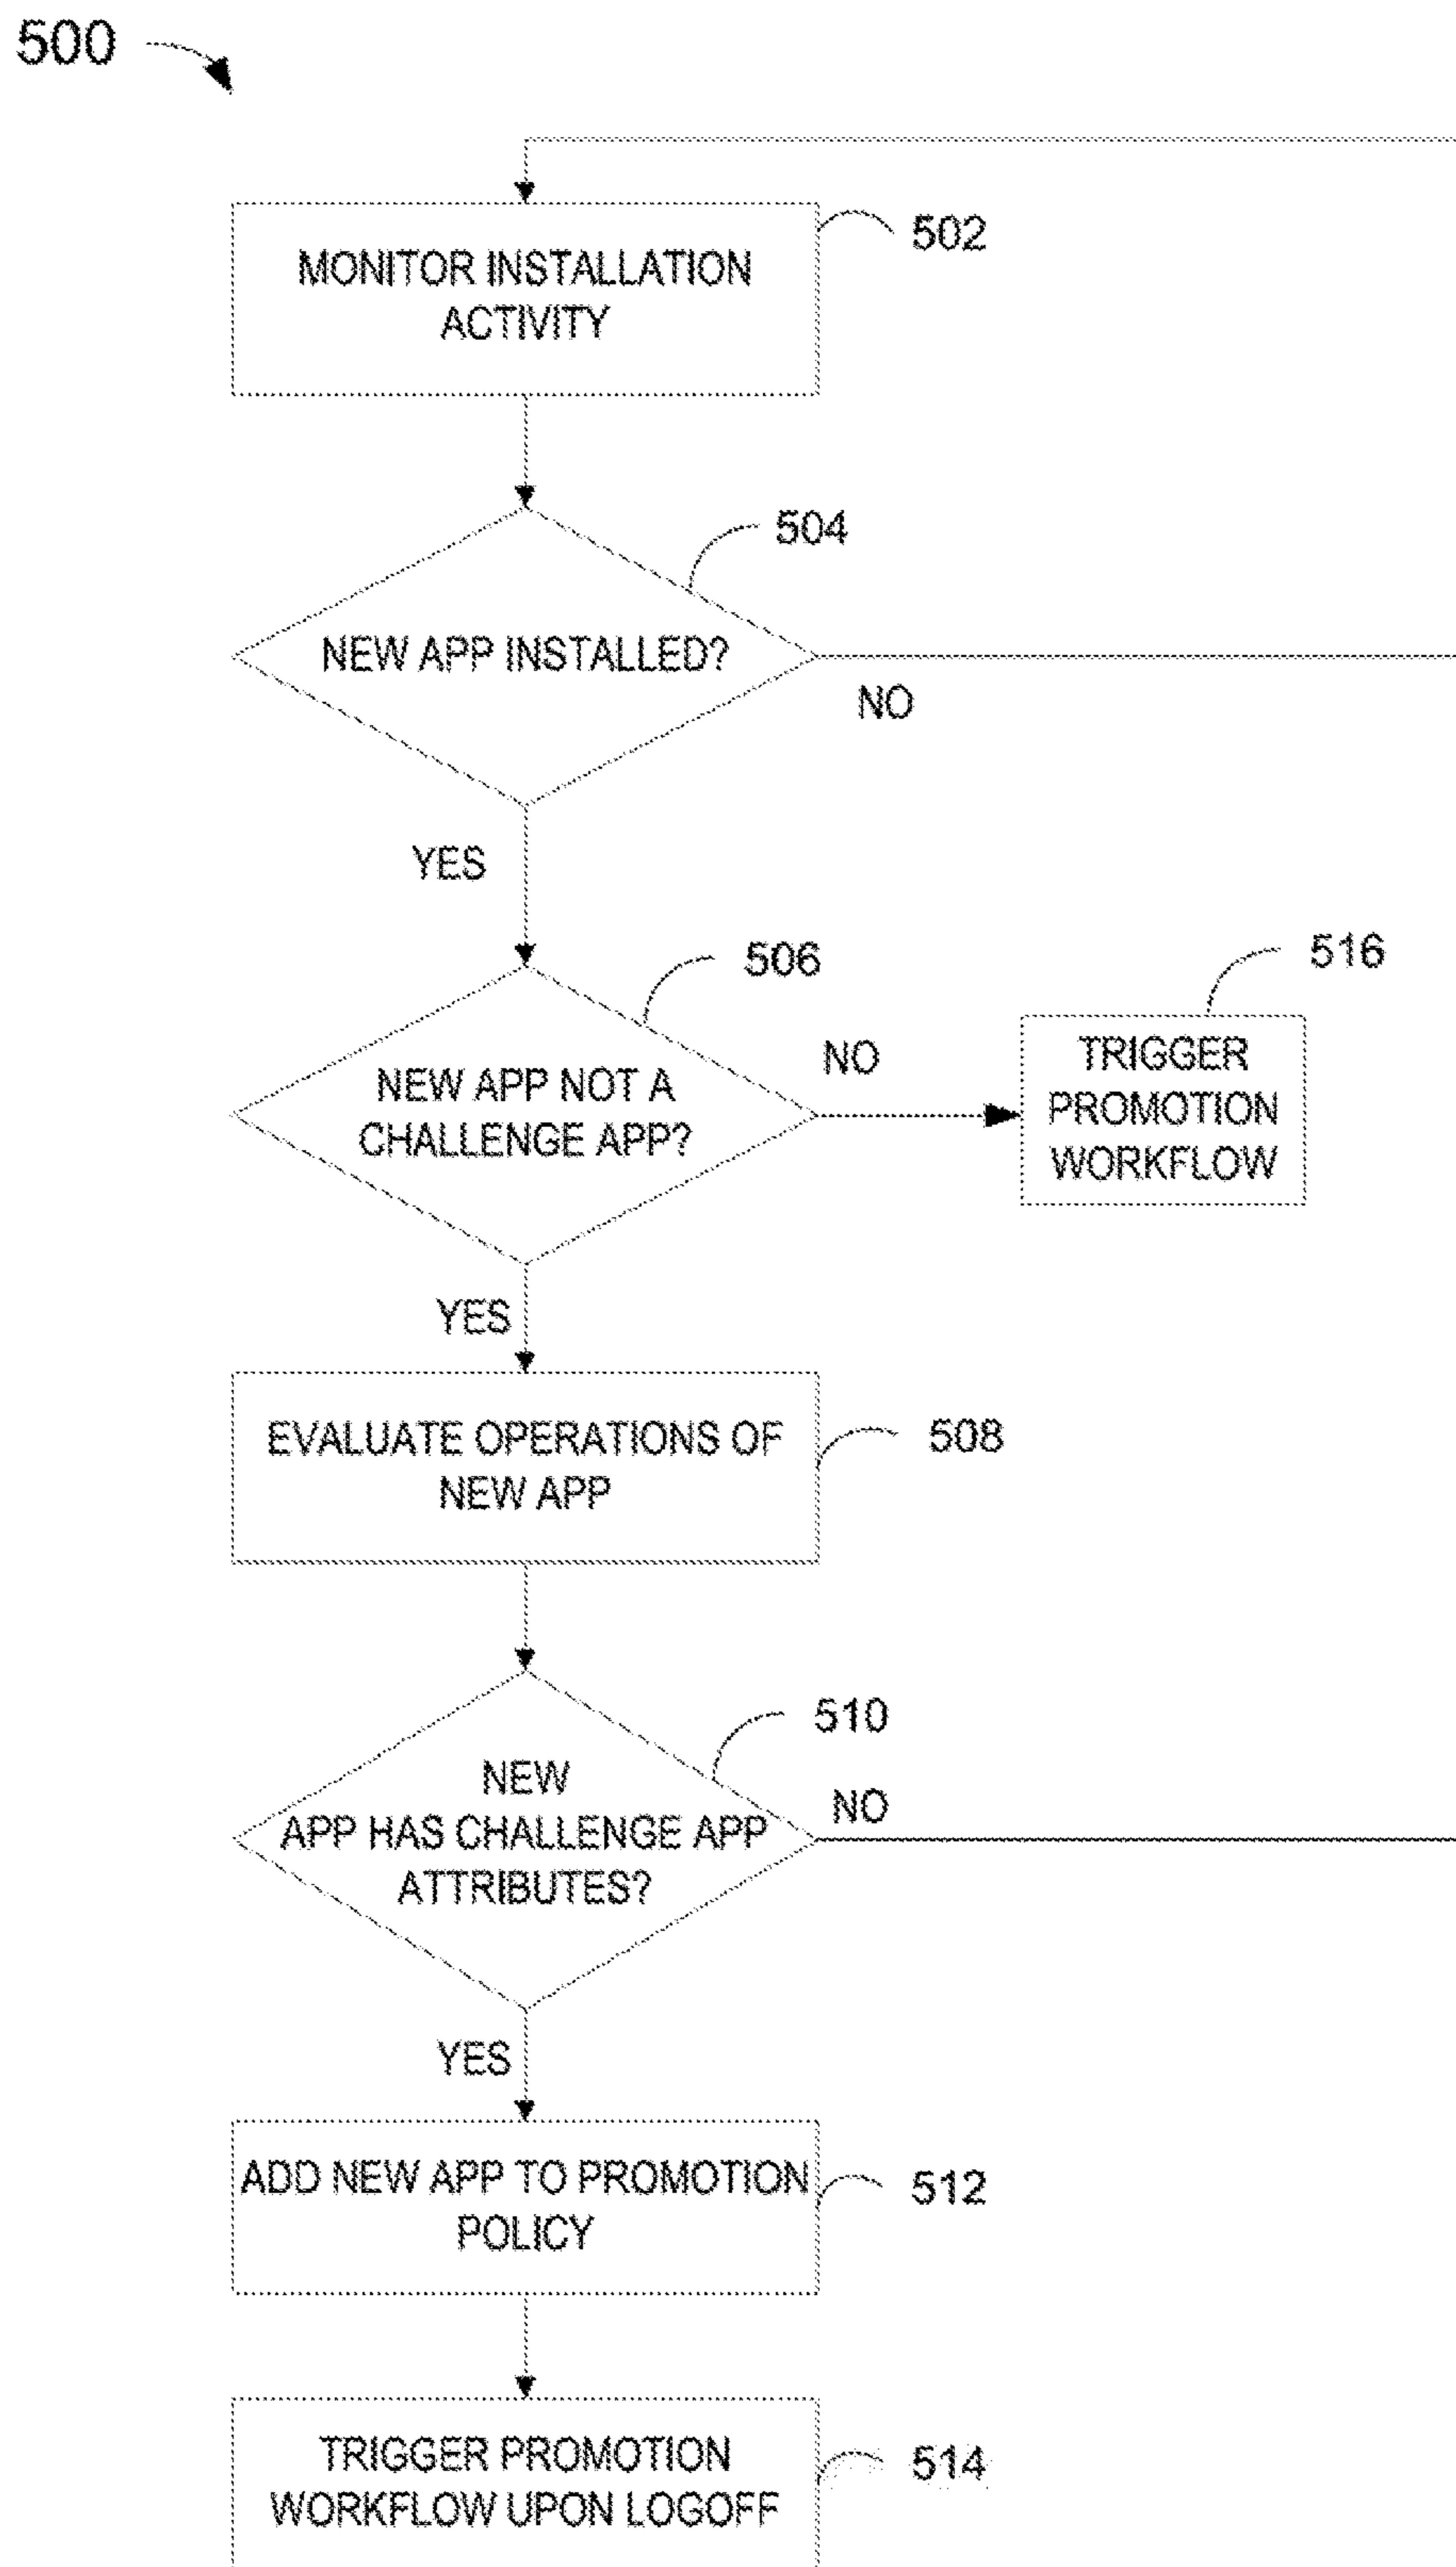 500
502
MONITOR INSTALLATION
ACTIVITY
504
NEW APP INSTALLED?
NO
YES
506
516
NEW APP NOT A
CHALLENGE APP?
NO
TRIGGER
PROMOTION
WORKFLOW
YES
EVALUATE OPERATIONS OF
NEW APP
508
510
NEW
APP HAS CHALLENGE APP
ATTRIBUTES?
NO
YES
ADD NEW APP TO PROMOTION
POLICY
512
TRIGGER PROMOTION
WORKFLOW UPON LOGOFF
514